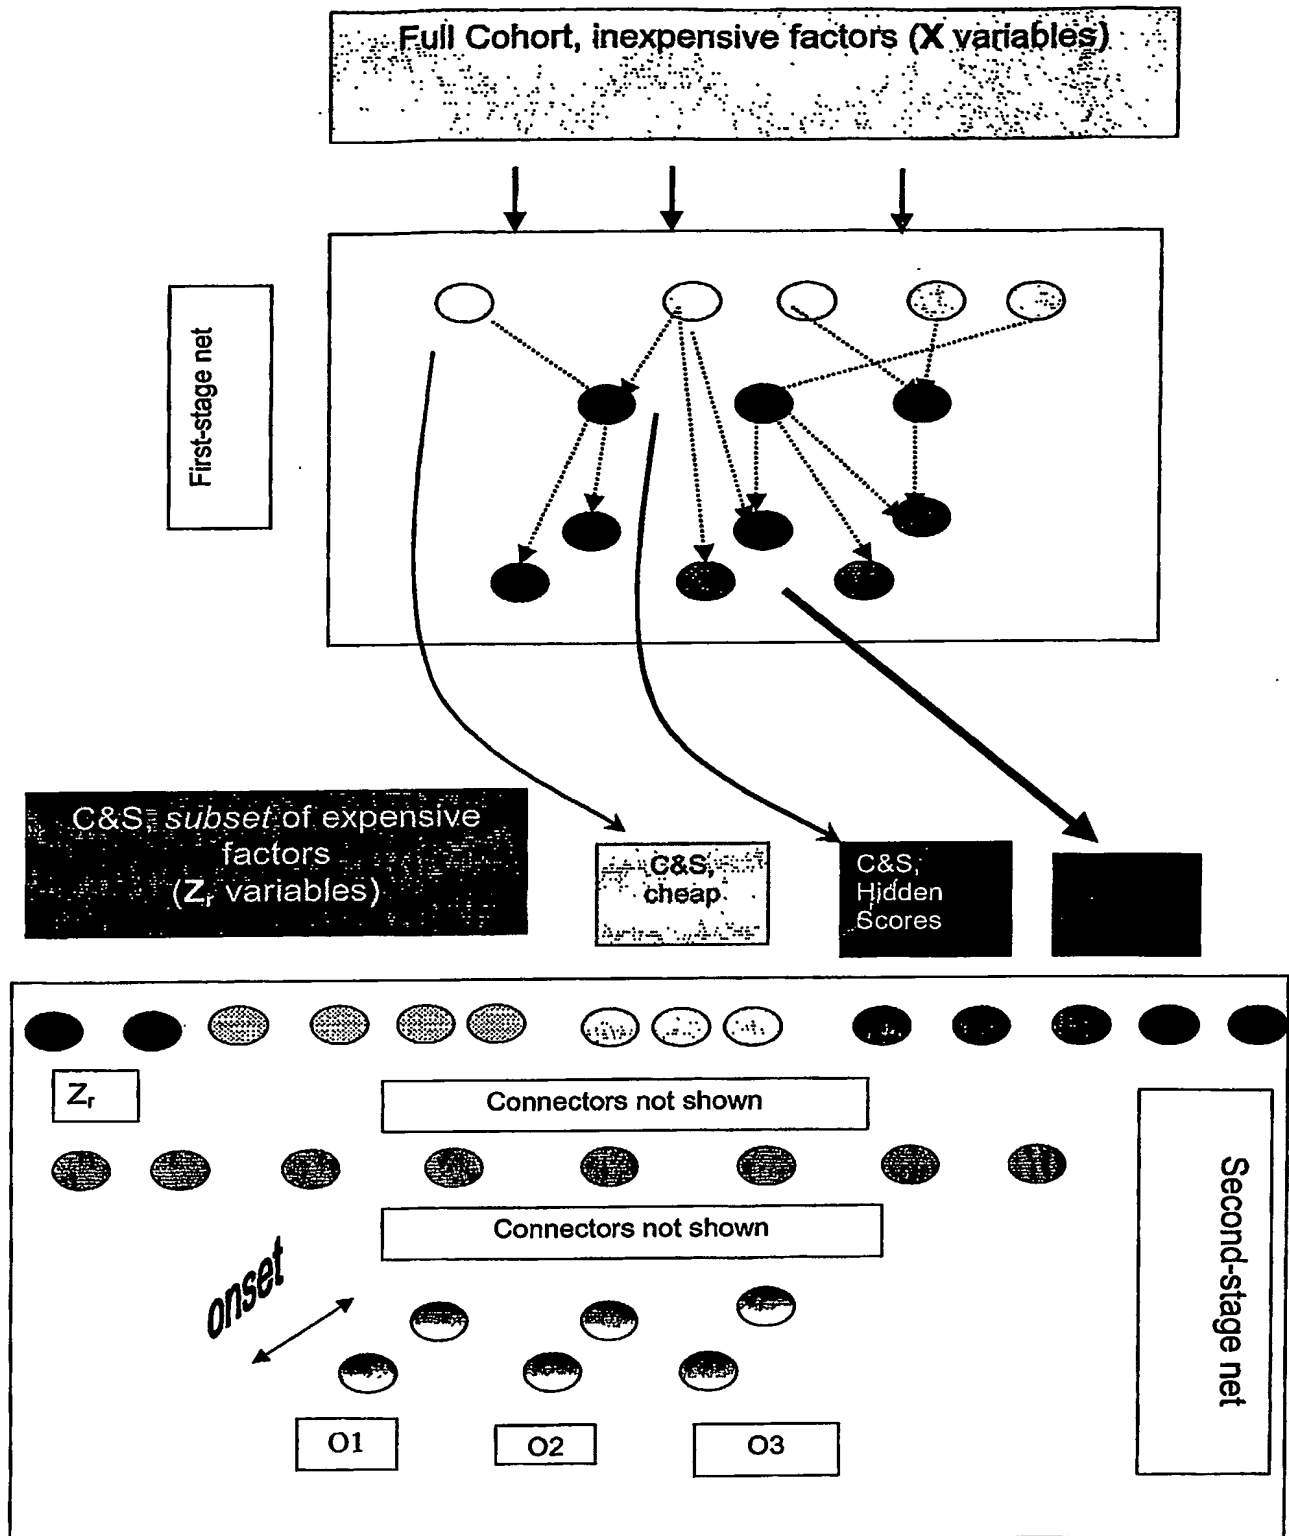 Full Cohort, inexpensive factors (X variables)
First-stage net
C&S, subset of expensive
factors
(Zr variables)
C&S,
cheap
C&S,
Hidden
Scores
Zr
Connectors not shown
Second-stage net
Connectors not shown
onset
O1
O2
O3